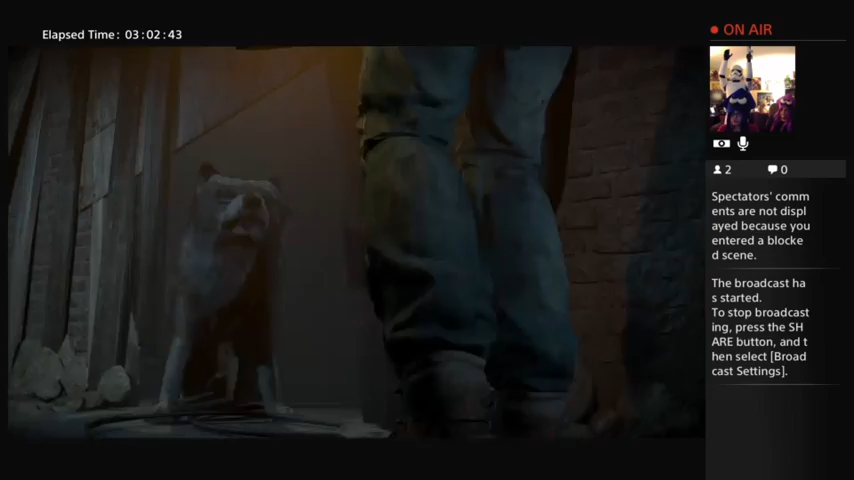 Elapsed Time: 03:02:43
ON AIR
2
0
Spectators' comm
ents are not displ
ayed because you
entered a blocke
d scene.
The broadcast ha
s started.
To stop broadcast
ing, press the SH
ARE button, and t
hen select [Broad
cast Settings].